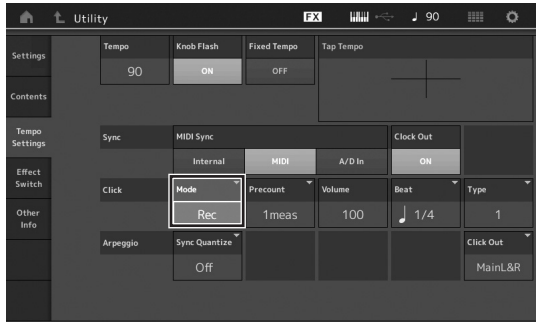 Utility FX 90
Settings
Contents
Tempo
Settings
Effect
Switch
Other
Info
Tempo Knob Flash Fixed Tempo Tap Tempo
90 ON OFF
Sync MIDI Sync Clock Out
Internal MIDI A/D In ON
Click Mode Precount Volume Beat Type
Rec 1meas 100 1/4 1
Arpeggio Sync Quantize Click Out
Off MainL&R